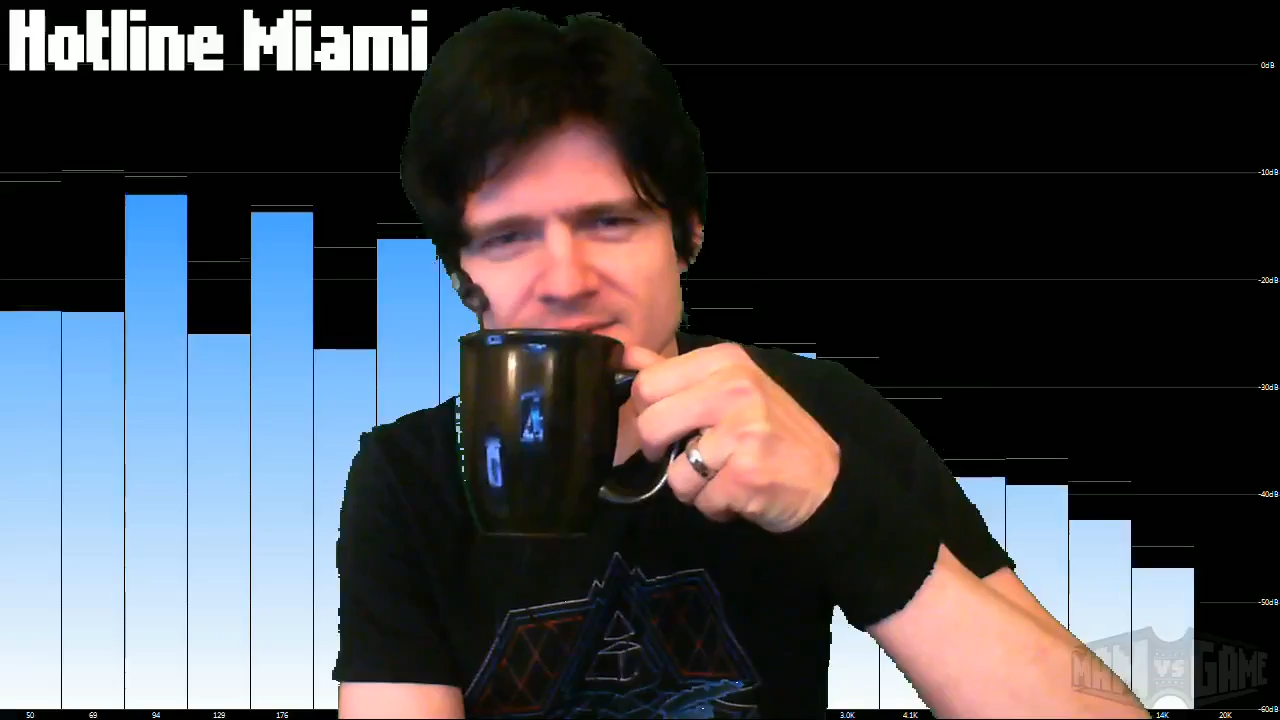 Hotline Miami
0dB
-10dB
-20dB
-30dB
-40dB
-50dB
MAN VS GAME
-60dB
50 69 94 129 176 3.0K 4.1K 14K 20K